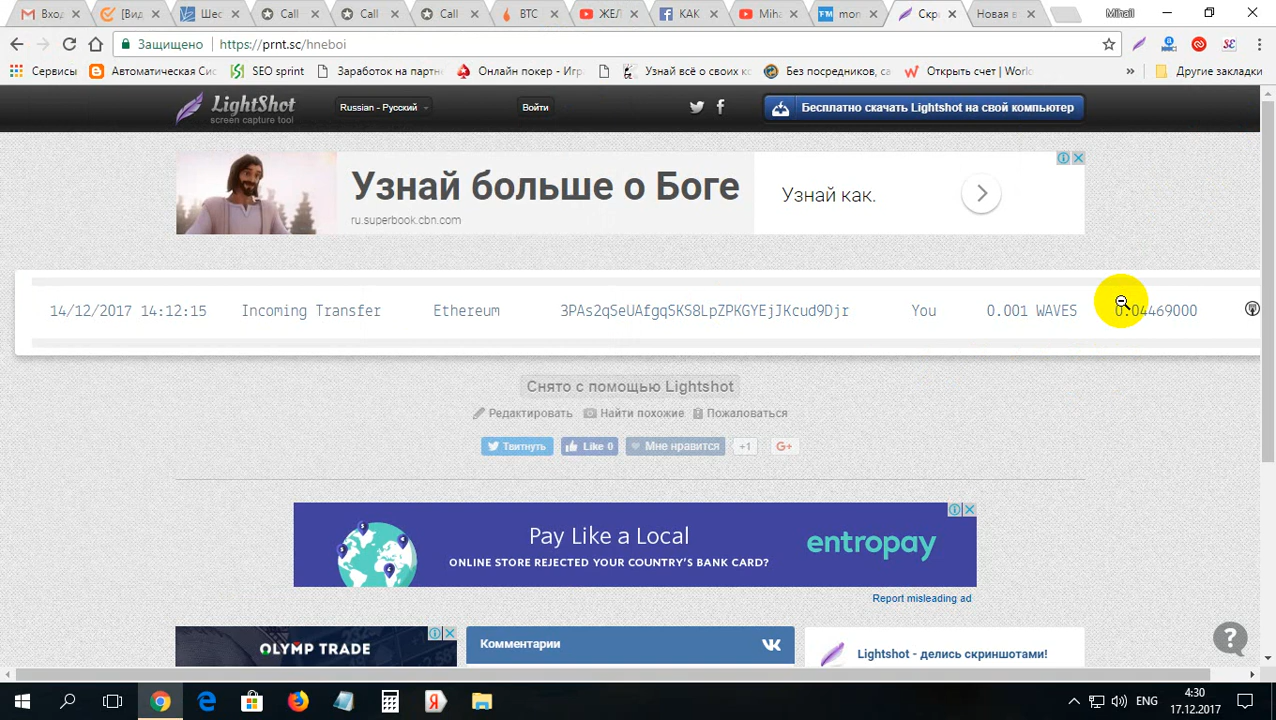 Вход
[Вид
Шес
Call
Call
Call
BTC
ЖЕЛ
КАК
Miha
mon
Скри
Новая в
Mihail
Защищено
https://prnt.sc/hneboi
Сервисы
Автоматическая Си
SEO sprint
Заработок на партн
Онлайн покер - Игр
Узнай всё о своих ко
Без посредников, са
Открыть счет | Worl
»
Другие закладки
LightShot
screen capture tool
Russian - Русский
Войти
Бесплатно скачать Lightshot на свой компьютер
Узнай больше о Боге
ru.superbook.cbn.com
Узнай как.
14/12/2017 14:12:15 Incoming Transfer Ethereum 3PAs2qSeUAfgqSKS8LpZPKGYEjJKcud9Djr You 0.001 WAVES 0.04469000
Снято с помощью Lightshot
Редактировать Найти похожие Пожаловаться
Твитнуть Like 0 Мне нравится +1 G+
Pay Like a Local
ONLINE STORE REJECTED YOUR COUNTRY'S BANK CARD?
entropay
Report misleading ad
OLYMP TRADE
Комментарии
Lightshot - делись скриншотами!
ENG
4:30
17.12.2017